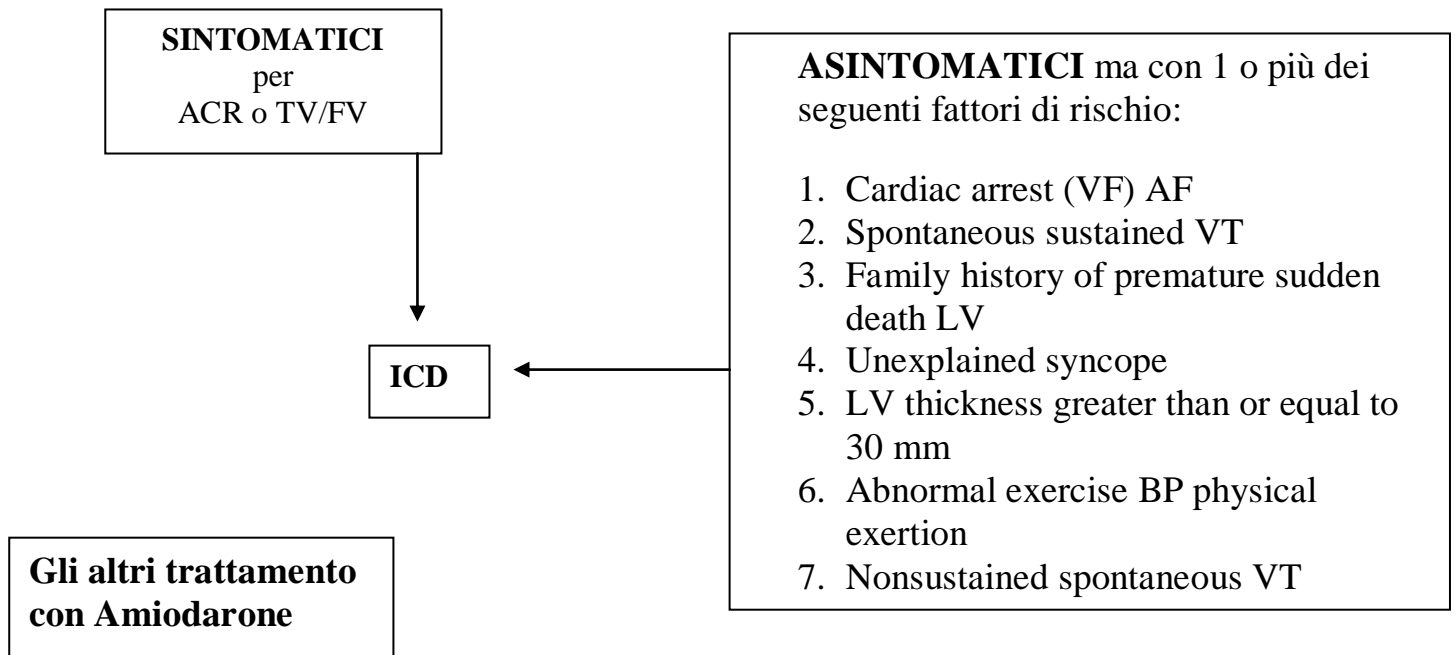 SINTOMATICI
per
ACR o TV/FV
ASINTOMATICI ma con 1 o più dei
seguenti fattori di rischio:
1. Cardiac arrest (VF) AF
2. Spontaneous sustained VT
3. Family history of premature sudden
death LV
4. Unexplained syncope
5. LV thickness greater than or equal to
30 mm
6. Abnormal exercise BP physical
exertion
7. Nonsustained spontaneous VT
ICD
Gli altri trattamento
con Amiodarone